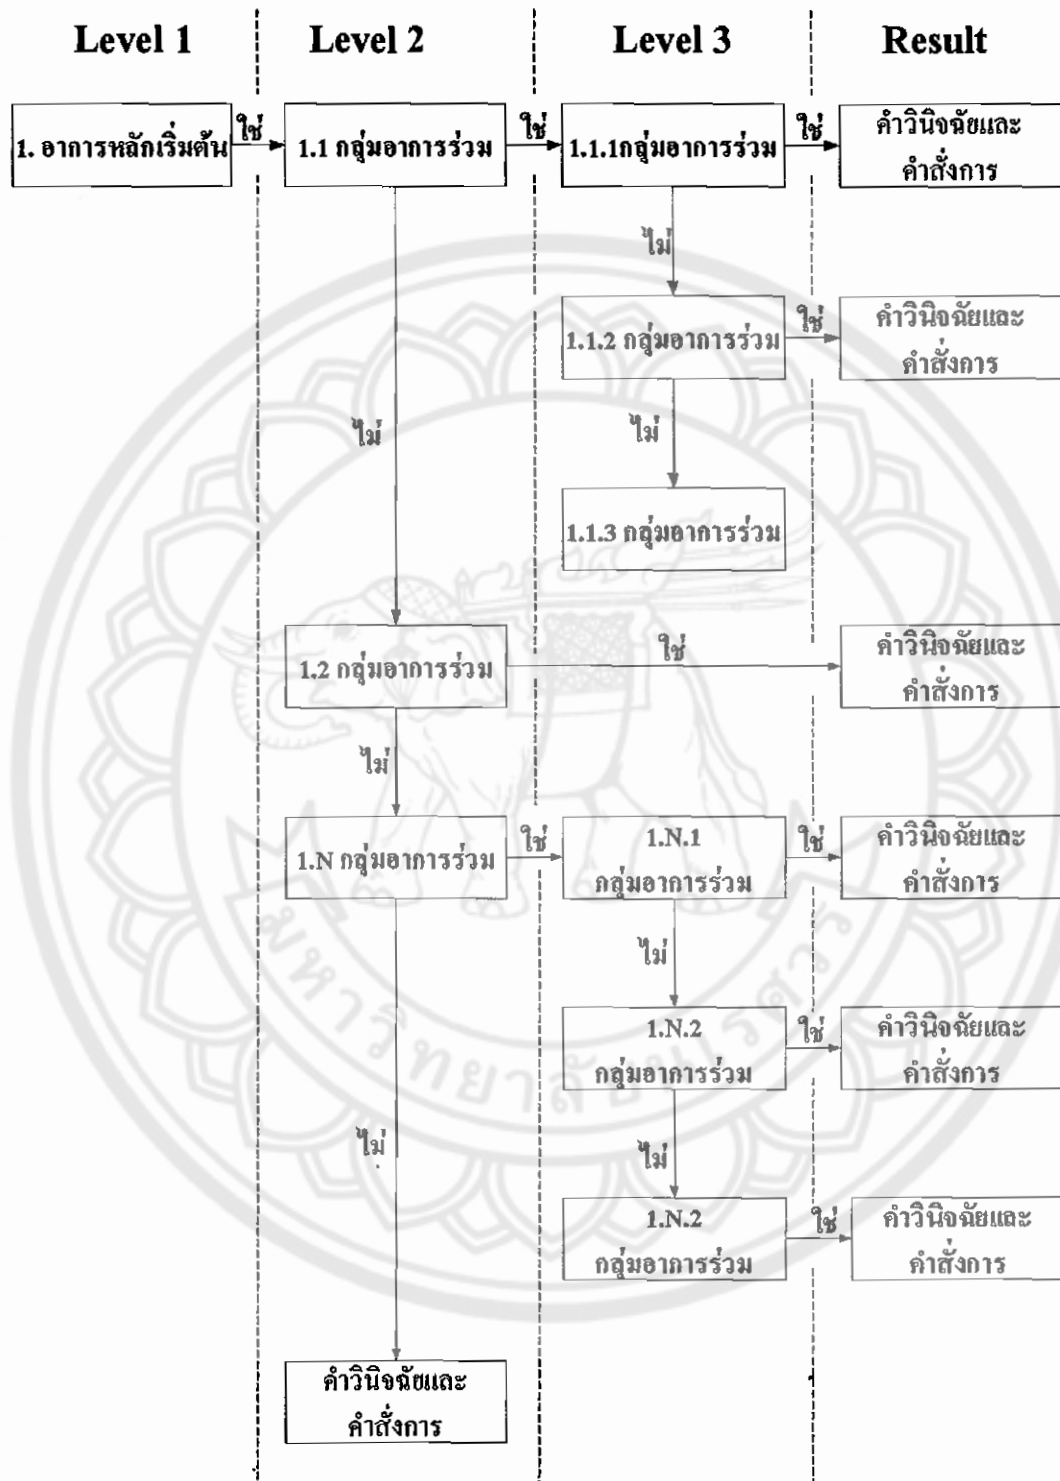 Level 1
Level 2
Level 3
Result
1. อาการหลักเริ่มต้น
ใช่
1.1 กลุ่มอาการร่วม
ใช่
1.1.1กลุ่มอาการร่วม
ใช่
คำวินิจฉัยและ
คำสั่งการ
ไม่
1.1.2 กลุ่มอาการร่วม
ใช่
คำวินิจฉัยและ
คำสั่งการ
ไม่
ไม่
1.1.3 กลุ่มอาการร่วม
1.2 กลุ่มอาการร่วม
ใช่
คำวินิจฉัยและ
คำสั่งการ
ไม่
1.N กลุ่มอาการร่วม
ใช่
1.N.1
กลุ่มอาการร่วม
ใช่
คำวินิจฉัยและ
คำสั่งการ
ไม่
1.N.2
กลุ่มอาการร่วม
ใช่
คำวินิจฉัยและ
คำสั่งการ
ไม่
ไม่
1.N.2
กลุ่มอาการร่วม
ใช่
คำวินิจฉัยและ
คำสั่งการ
คำวินิจฉัยและ
คำสั่งการ
มหาวิทยาลัยนเรศวร